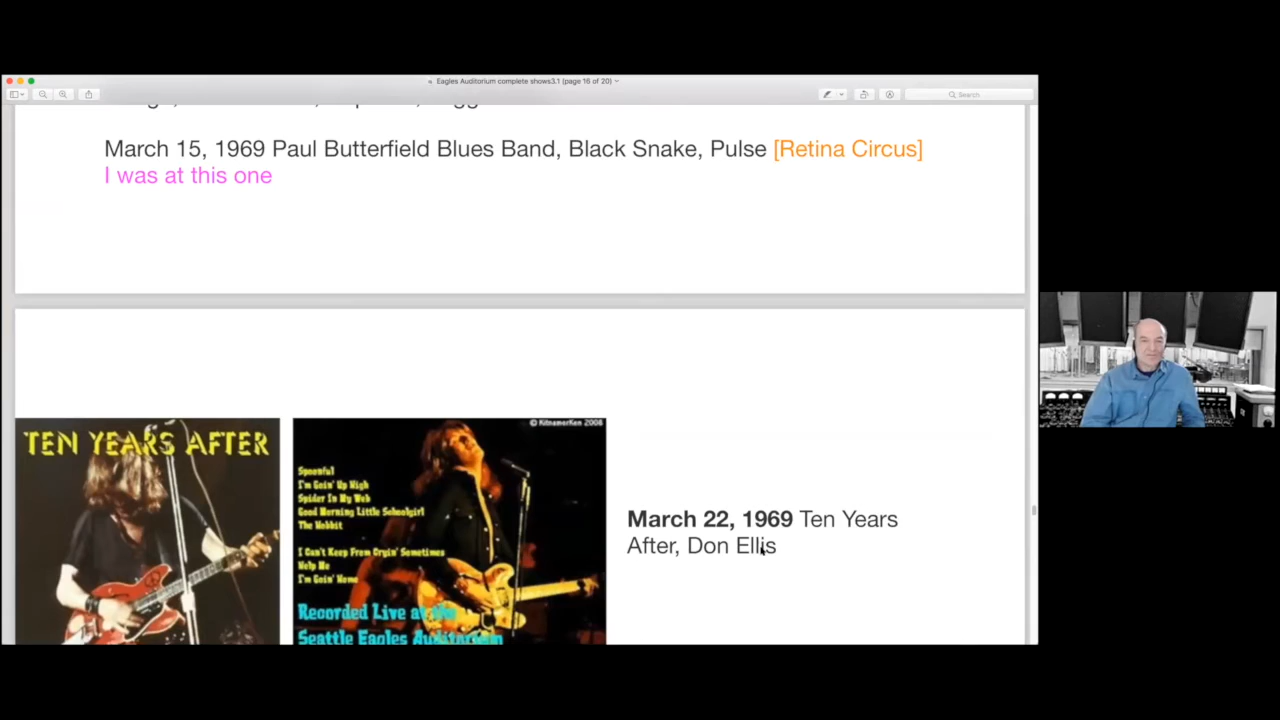 Eagles Auditorium complete shows3.1 (page 16 of 20)
Search
March 15, 1969 Paul Butterfield Blues Band, Black Snake, Pulse [Retina Circus]
I was at this one
TEN YEARS AFTER
© KitnamorKen 2006
Spoonful
I'm Goin' Up High
Spider In My Web
Good Morning Little Schoolgirl
The Hobbit
I Can't Keep From Cryin' Sometimes
Help Me
I'm Goin' Home
Recorded Live at the
Seattle Eagles Auditorium
March 22, 1969 Ten Years
After, Don Ellis